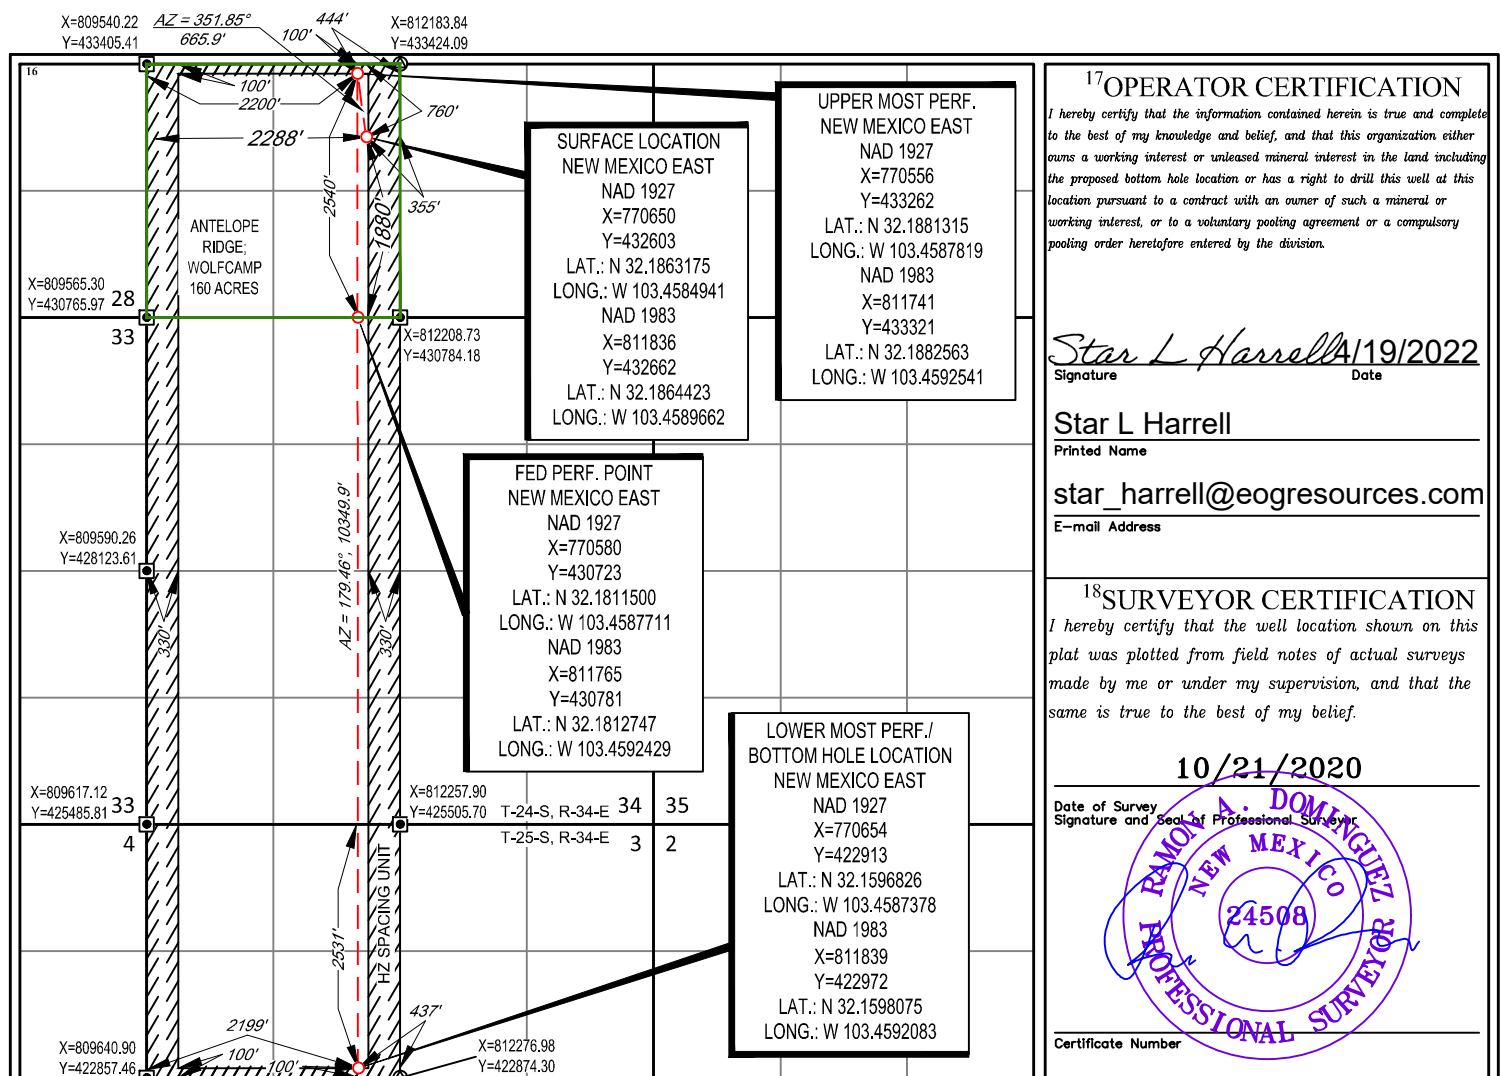 X=809540.22
Y=433405.41
AZ = 351.85°
665.9'
100'
444'
X=812183.84
Y=433424.09
16
100'
2200'
2288'
760'
2540'
1880'
355'
ANTELOPE
RIDGE;
WOLFCAMP
160 ACRES
X=809565.30
Y=430765.97
28
33
X=812208.73
Y=430784.18
SURFACE LOCATION
NEW MEXICO EAST
NAD 1927
X=770650
Y=432603
LAT.: N 32.1863175
LONG.: W 103.4584941
NAD 1983
X=811836
Y=432662
LAT.: N 32.1864423
LONG.: W 103.4589662
UPPER MOST PERF.
NEW MEXICO EAST
NAD 1927
X=770556
Y=433262
LAT.: N 32.1881315
LONG.: W 103.4587819
NAD 1983
X=811741
Y=433321
LAT.: N 32.1882563
LONG.: W 103.4592541
FED PERF. POINT
NEW MEXICO EAST
NAD 1927
X=770580
Y=430723
LAT.: N 32.1811500
LONG.: W 103.4587711
NAD 1983
X=811765
Y=430781
LAT.: N 32.1812747
LONG.: W 103.4592429
X=809590.26
Y=428123.61
330'
AZ = 179.46°, 10349.9'
330'
LOWER MOST PERF./
BOTTOM HOLE LOCATION
NEW MEXICO EAST
NAD 1927
X=770654
Y=422913
LAT.: N 32.1596826
LONG.: W 103.4587378
NAD 1983
X=811839
Y=422972
LAT.: N 32.1598075
LONG.: W 103.4592083
X=809617.12
Y=425485.81
33
4
X=812257.90
Y=425505.70
T-24-S, R-34-E
T-25-S, R-34-E
34
35
3
2
2531'
HZ SPACING UNIT
437'
2199'
100'
100'
X=809640.90
Y=422857.46
X=812276.98
Y=422874.30
17OPERATOR CERTIFICATION
I hereby certify that the information contained herein is true and complete
to the best of my knowledge and belief, and that this organization either
owns a working interest or unleased mineral interest in the land including
the proposed bottom hole location or has a right to drill this well at this
location pursuant to a contract with an owner of such a mineral or
working interest, or to a voluntary pooling agreement or a compulsory
pooling order heretofore entered by the division.
Star L Harrell 4/19/2022
Signature Date
Star L Harrell
Printed Name
star_harrell@eogresources.com
E-mail Address
18SURVEYOR CERTIFICATION
I hereby certify that the well location shown on this
plat was plotted from field notes of actual surveys
made by me or under my supervision, and that the
same is true to the best of my belief.
10/21/2020
Date of Survey
Signature and Seal of Professional Surveyor
RAMON A. DOMINGUEZ
NEW MEXICO
24508
PROFESSIONAL SURVEYOR
Certificate Number